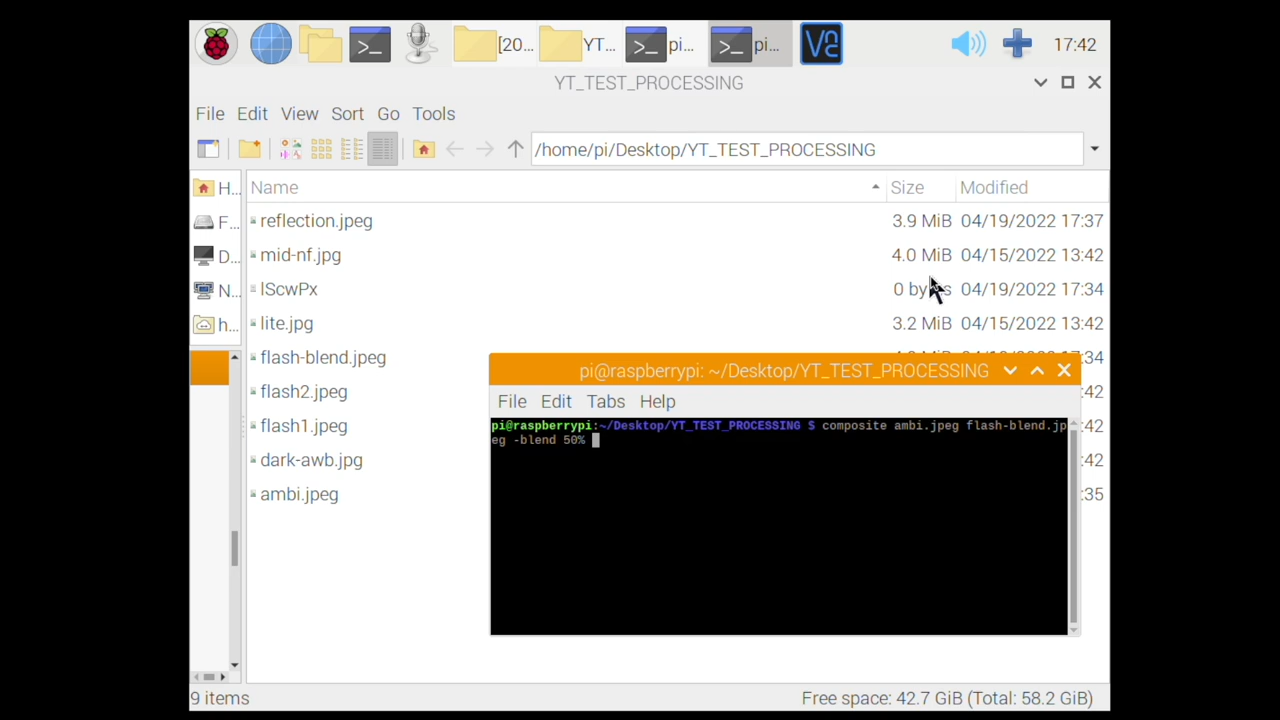 [20... YT... pi... pi... 17:42
YT_TEST_PROCESSING
File Edit View Sort Go Tools
/home/pi/Desktop/YT_TEST_PROCESSING
Name Size Modified
H...
F...
D...
N...
h...
reflection.jpeg 3.9 MiB 04/19/2022 17:37
mid-nf.jpg 4.0 MiB 04/15/2022 13:42
lScwPx 0 04/19/2022 17:34
lite.jpg 3.2 MiB 04/15/2022 13:42
flash-blend.jpeg :34
flash2.jpeg :42
flash1.jpeg :42
dark-awb.jpg :42
ambi.jpeg :35
pi@raspberrypi: ~/Desktop/YT_TEST_PROCESSING
File Edit Tabs Help
pi@raspberrypi:~/Desktop/YT_TEST_PROCESSING $ composite ambi.jpeg flash-blend.jp
eg -blend 50%
9 items Free space: 42.7 GiB (Total: 58.2 GiB)